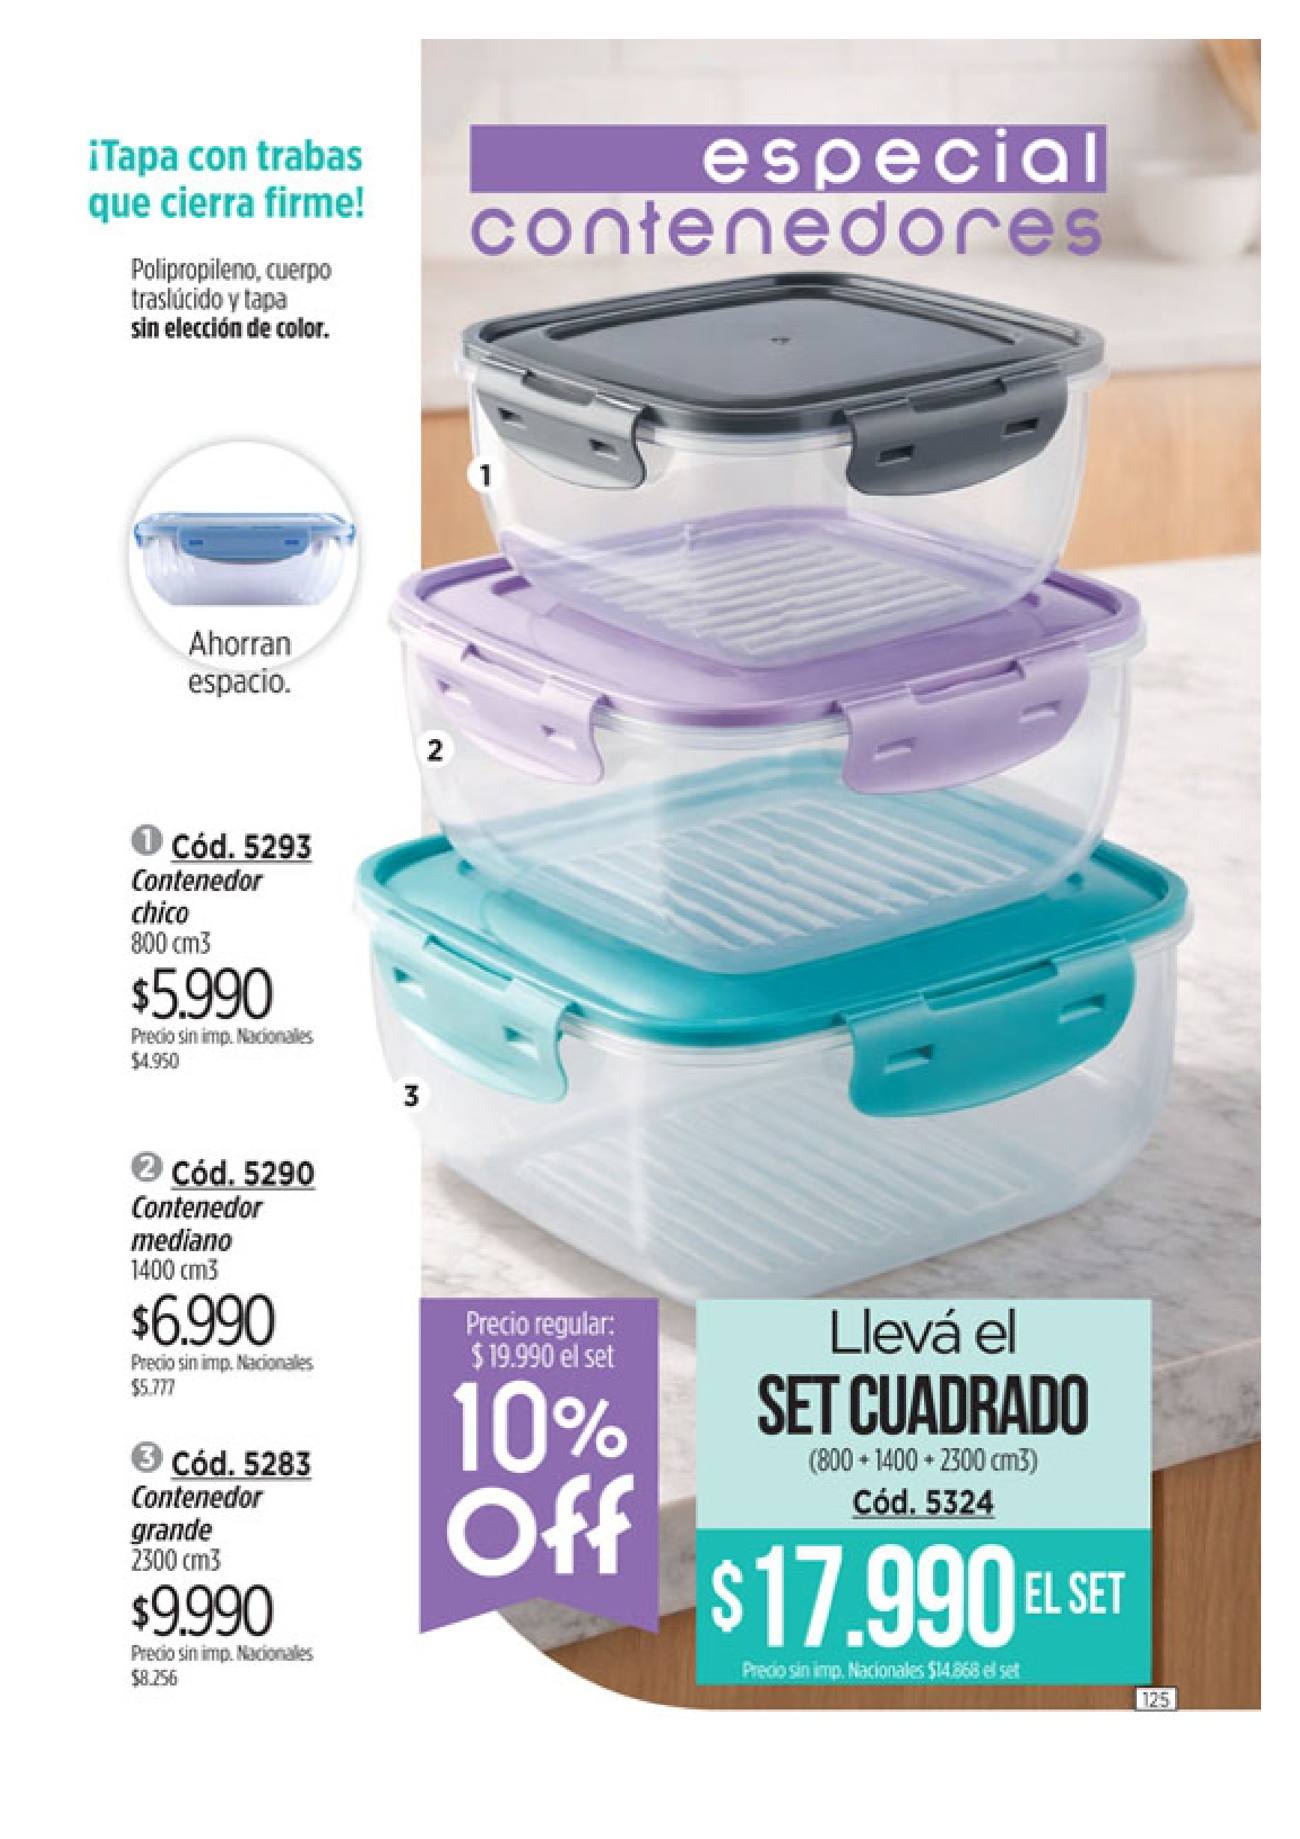 ¡Tapa con trabas
que cierra firme!
Polipropileno, cuerpo
traslúcido y tapa
sin elección de color.
Ahorran
espacio.
especial
contenedores
1
2
3
1 Cód. 5293
Contenedor
chico
800 cm3
$5.990
Precio sin imp. Nacionales
$4.950
2 Cód. 5290
Contenedor
mediano
1400 cm3
$6.990
Precio sin imp. Nacionales
$5.777
3 Cód. 5283
Contenedor
grande
2300 cm3
$9.990
Precio sin imp. Nacionales
$8.256
Precio regular:
$ 19.990 el set
10%
Off
Llevá el
SET CUADRADO
(800 + 1400 + 2300 cm3)
Cód. 5324
$17.990 EL SET
Precio sin imp. Nacionales $14.868 el set
125